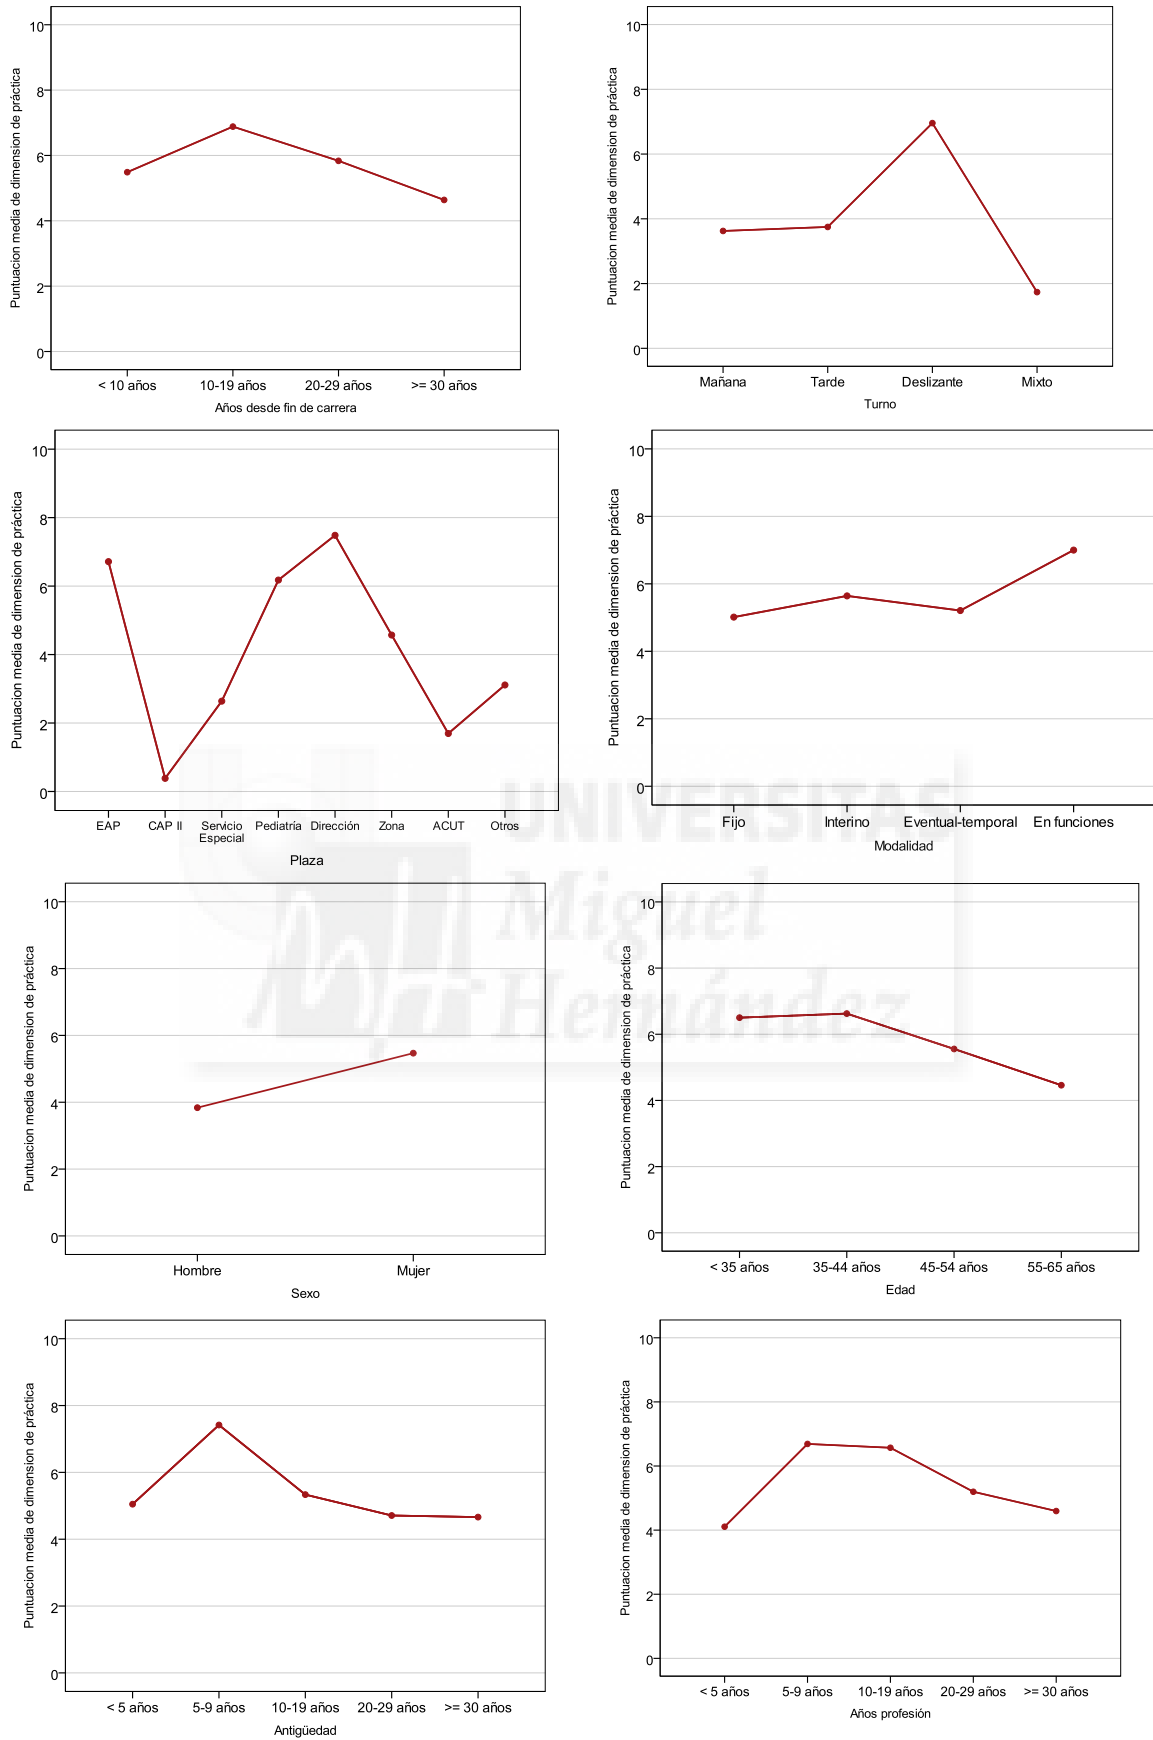 10
8
6
4
2
0
Puntuacion media de dimension de práctica
< 10 años 10-19 años 20-29 años >= 30 años
Años desde fin de carrera
10
8
6
4
2
0
Puntuacion media de dimension de práctica
Mañana Tarde Deslizante Mixto
Turno
10
8
6
4
2
0
Puntuacion media de dimension de práctica
EAP CAP II Servicio Pediatría Dirección Zona ACUT Otros
Especial
Plaza
10
8
6
4
2
0
Puntuacion media de dimension de práctica
Fijo Interino Eventual-temporal En funciones
Modalidad
UNIVERSITAS
Miguel
Hernández
10
8
6
4
2
0
Puntuacion media de dimension de práctica
Hombre Mujer
Sexo
10
8
6
4
2
0
Puntuacion media de dimension de práctica
< 35 años 35-44 años 45-54 años 55-65 años
Edad
10
8
6
4
2
0
Puntuacion media de dimension de práctica
< 5 años 5-9 años 10-19 años 20-29 años >= 30 años
Antigüedad
10
8
6
4
2
0
Puntuacion media de dimension de práctica
< 5 años 5-9 años 10-19 años 20-29 años >= 30 años
Años profesión